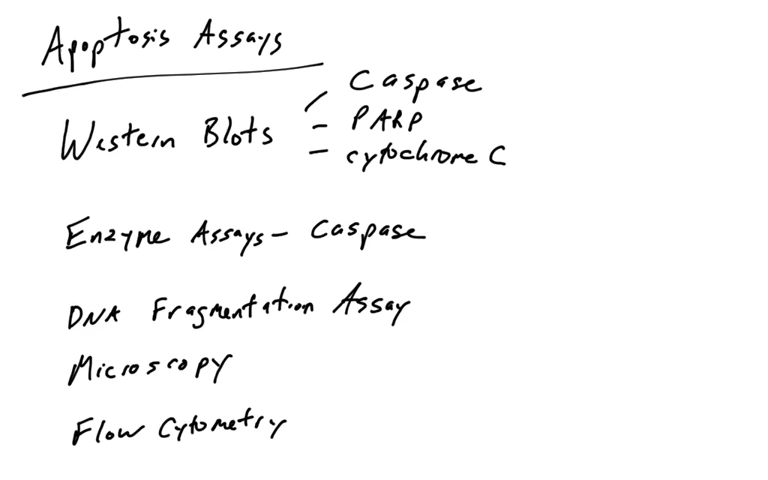 Apoptosis Assays
Caspase
Western Blots - PARP
- cytochrome C
Enzyme Assays - Caspase
DNA Fragmentation Assay
Microscopy
Flow Cytometry